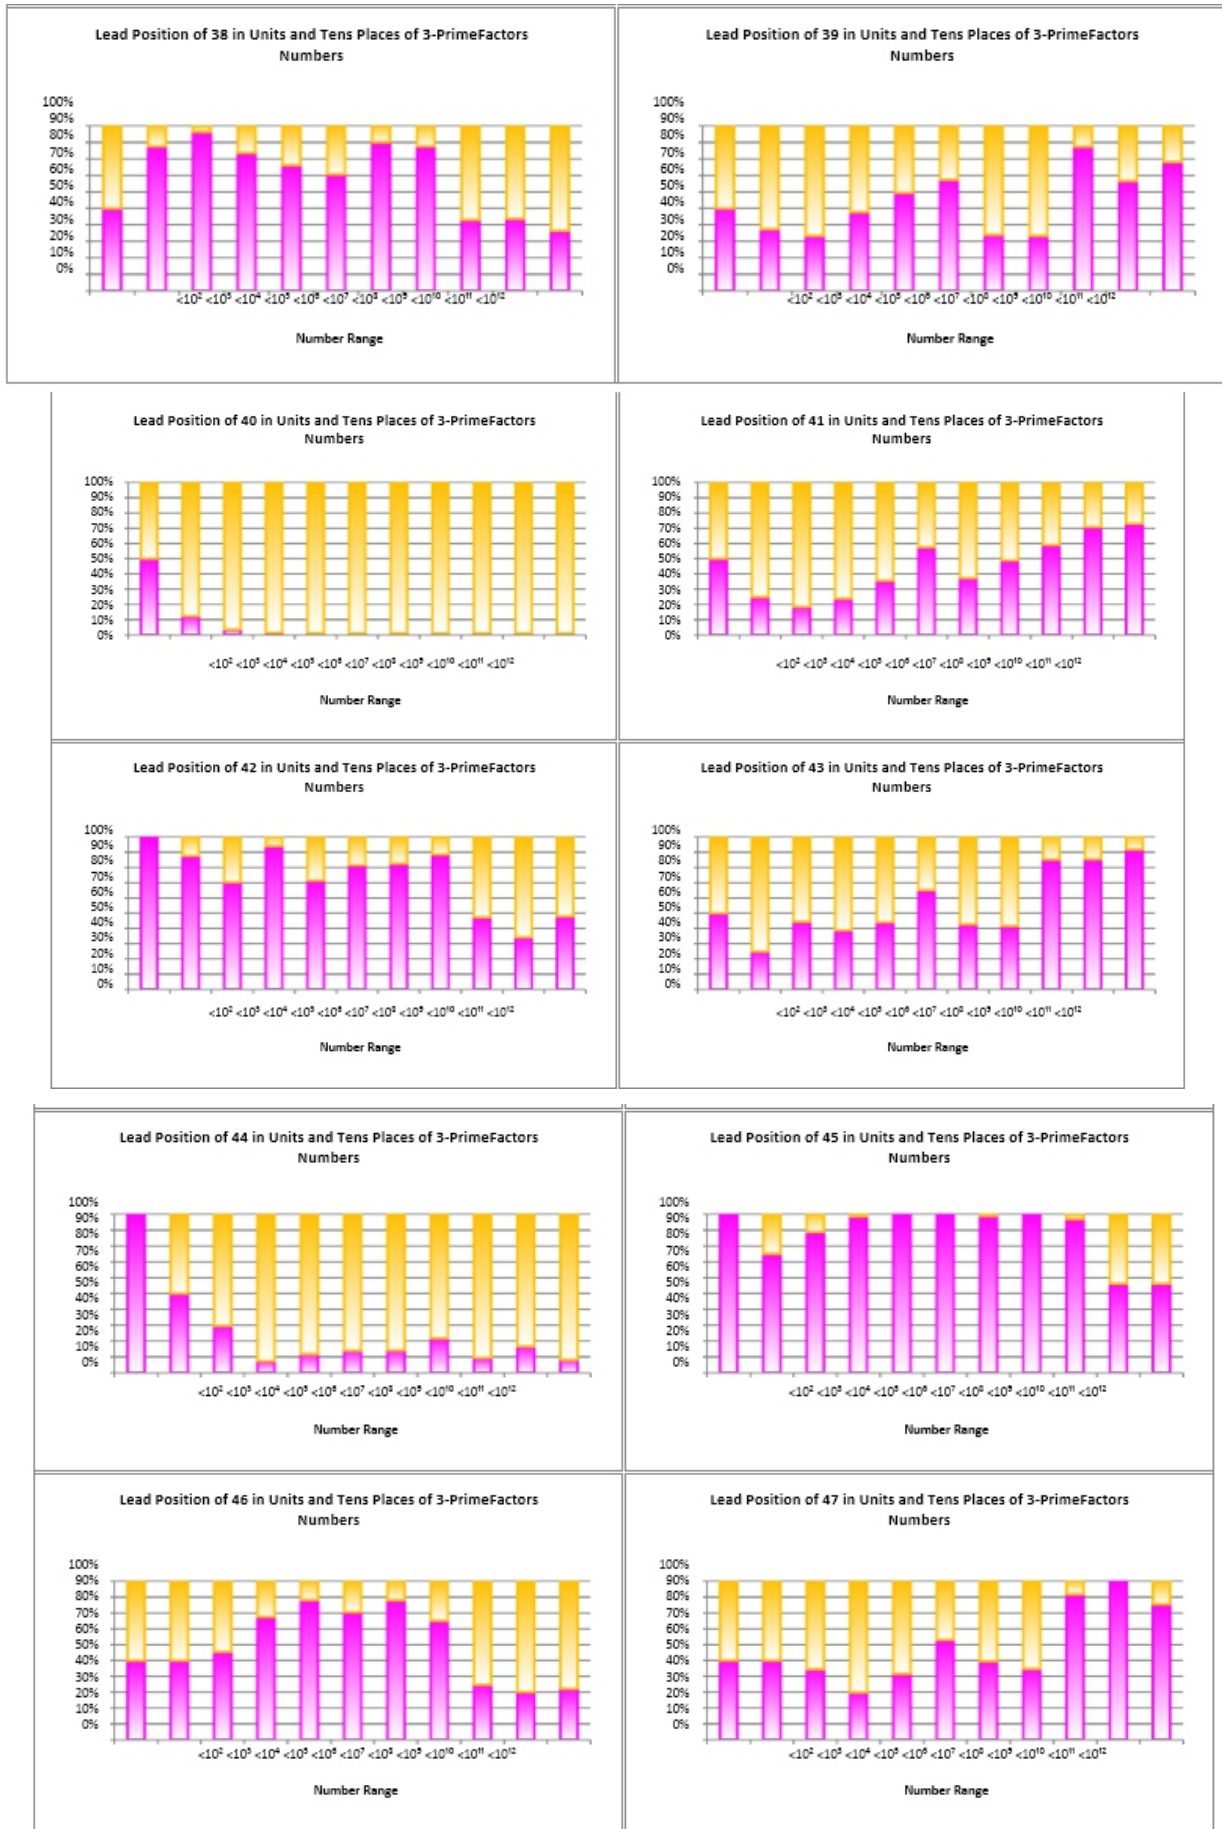 Lead Position of 38 in Units and Tens Places of 3-PrimeFactors
Numbers
100%
90%
80%
70%
60%
50%
40%
30%
20%
10%
0%
<10² <10³ <10⁴ <10⁵ <10⁶ <10⁷ <10⁸ <10⁹ <10¹⁰ <10¹¹ <10¹²
Number Range
Lead Position of 39 in Units and Tens Places of 3-PrimeFactors
Numbers
100%
90%
80%
70%
60%
50%
40%
30%
20%
10%
0%
<10² <10³ <10⁴ <10⁵ <10⁶ <10⁷ <10⁸ <10⁹ <10¹⁰ <10¹¹ <10¹²
Number Range
Lead Position of 40 in Units and Tens Places of 3-PrimeFactors
Numbers
100%
90%
80%
70%
60%
50%
40%
30%
20%
10%
0%
<10² <10³ <10⁴ <10⁵ <10⁶ <10⁷ <10⁸ <10⁹ <10¹⁰ <10¹¹ <10¹²
Number Range
Lead Position of 41 in Units and Tens Places of 3-PrimeFactors
Numbers
100%
90%
80%
70%
60%
50%
40%
30%
20%
10%
0%
<10² <10³ <10⁴ <10⁵ <10⁶ <10⁷ <10⁸ <10⁹ <10¹⁰ <10¹¹ <10¹²
Number Range
Lead Position of 42 in Units and Tens Places of 3-PrimeFactors
Numbers
100%
90%
80%
70%
60%
50%
40%
30%
20%
10%
0%
<10² <10³ <10⁴ <10⁵ <10⁶ <10⁷ <10⁸ <10⁹ <10¹⁰ <10¹¹ <10¹²
Number Range
Lead Position of 43 in Units and Tens Places of 3-PrimeFactors
Numbers
100%
90%
80%
70%
60%
50%
40%
30%
20%
10%
0%
<10² <10³ <10⁴ <10⁵ <10⁶ <10⁷ <10⁸ <10⁹ <10¹⁰ <10¹¹ <10¹²
Number Range
Lead Position of 44 in Units and Tens Places of 3-PrimeFactors
Numbers
100%
90%
80%
70%
60%
50%
40%
30%
20%
10%
0%
<10² <10³ <10⁴ <10⁵ <10⁶ <10⁷ <10⁸ <10⁹ <10¹⁰ <10¹¹ <10¹²
Number Range
Lead Position of 45 in Units and Tens Places of 3-PrimeFactors
Numbers
100%
90%
80%
70%
60%
50%
40%
30%
20%
10%
0%
<10² <10³ <10⁴ <10⁵ <10⁶ <10⁷ <10⁸ <10⁹ <10¹⁰ <10¹¹ <10¹²
Number Range
Lead Position of 46 in Units and Tens Places of 3-PrimeFactors
Numbers
100%
90%
80%
70%
60%
50%
40%
30%
20%
10%
0%
<10² <10³ <10⁴ <10⁵ <10⁶ <10⁷ <10⁸ <10⁹ <10¹⁰ <10¹¹ <10¹²
Number Range
Lead Position of 47 in Units and Tens Places of 3-PrimeFactors
Numbers
100%
90%
80%
70%
60%
50%
40%
30%
20%
10%
0%
<10² <10³ <10⁴ <10⁵ <10⁶ <10⁷ <10⁸ <10⁹ <10¹⁰ <10¹¹ <10¹²
Number Range